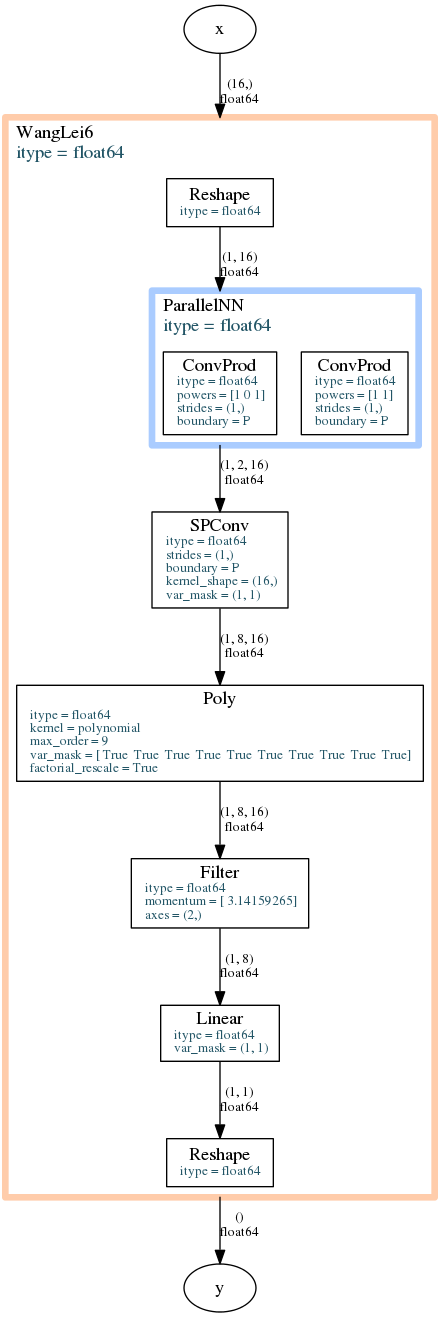 x
(16,)
float64
WangLei6
itype = float64
Reshape
itype = float64
(1, 16)
float64
ParallelNN
itype = float64
ConvProd
itype = float64
powers = [1 0 1]
strides = (1,)
boundary = P
ConvProd
itype = float64
powers = [1 1]
strides = (1,)
boundary = P
(1, 2, 16)
float64
SPConv
itype = float64
strides = (1,)
boundary = P
kernel_shape = (16,)
var_mask = (1, 1)
(1, 8, 16)
float64
Poly
itype = float64
kernel = polynomial
max_order = 9
var_mask = [ True True True True True True True True True True]
factorial_rescale = True
(1, 8, 16)
float64
Filter
itype = float64
momentum = [ 3.14159265]
axes = (2,)
(1, 8)
float64
Linear
itype = float64
var_mask = (1, 1)
(1, 1)
float64
Reshape
itype = float64
()
float64
y